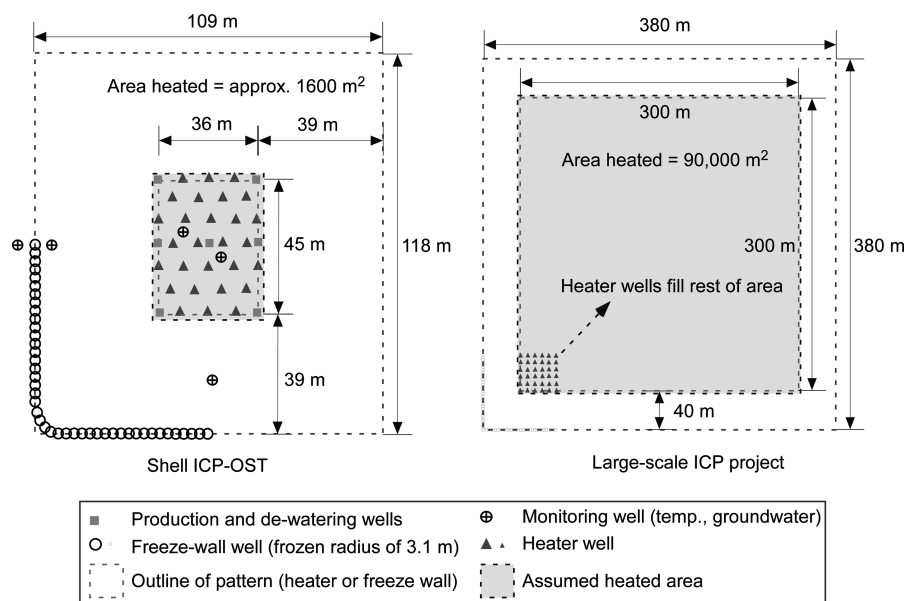 109 m
Area heated = approx. 1600 m²
36 m
39 m
45 m
118 m
39 m
Shell ICP-OST
380 m
300 m
Area heated = 90,000 m²
300 m
380 m
Heater wells fill rest of area
40 m
Large-scale ICP project
Production and de-watering wells
Freeze-wall well (frozen radius of 3.1 m)
Outline of pattern (heater or freeze wall)
Monitoring well (temp., groundwater)
Heater well
Assumed heated area